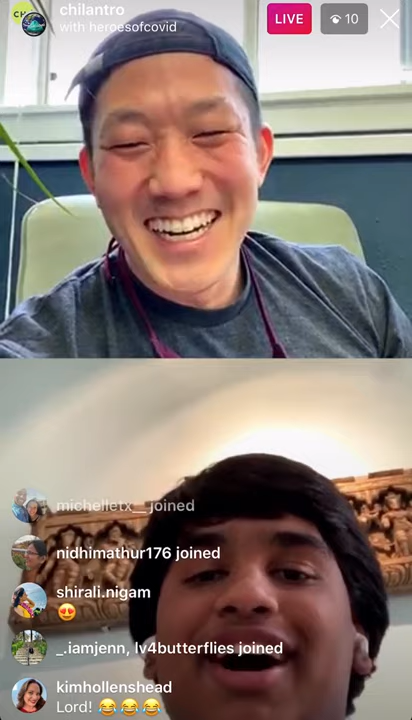 chilantro
with heroesofcovid
LIVE
10
michelletx__joined
nidhimathur176 joined
shirali.nigam
😍
_.iamjenn, lv4butterflies joined
kimhollenshead
Lord! 😂😂😂